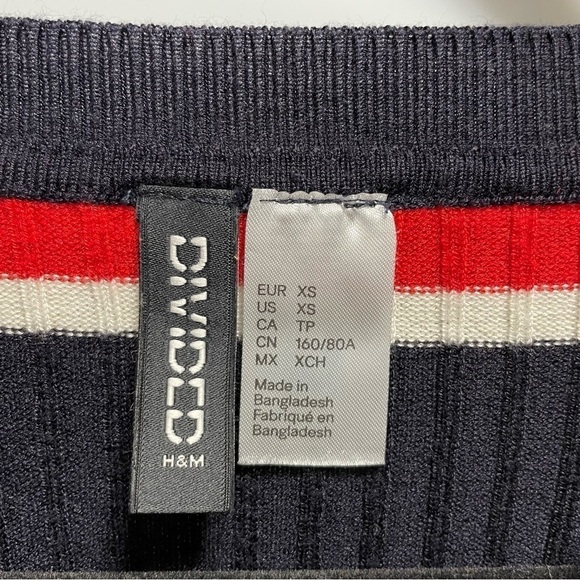 DIVIDED
H&M
EUR XS
US XS
CA TP
CN 160/80A
MX XCH
Made in
Bangladesh
Fabriqué en
Bangladesh